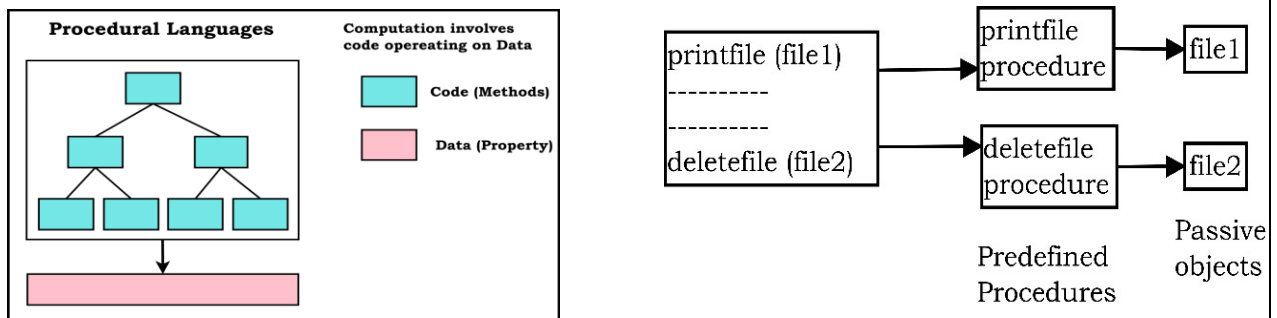 Procedural Languages
Computation involves
code opereating on Data
Code (Methods)
Data (Property)
printfile (file1)
----------
----------
deletefile (file2)
printfile
procedure
file1
deletefile
procedure
file2
Predefined
Procedures
Passive
objects